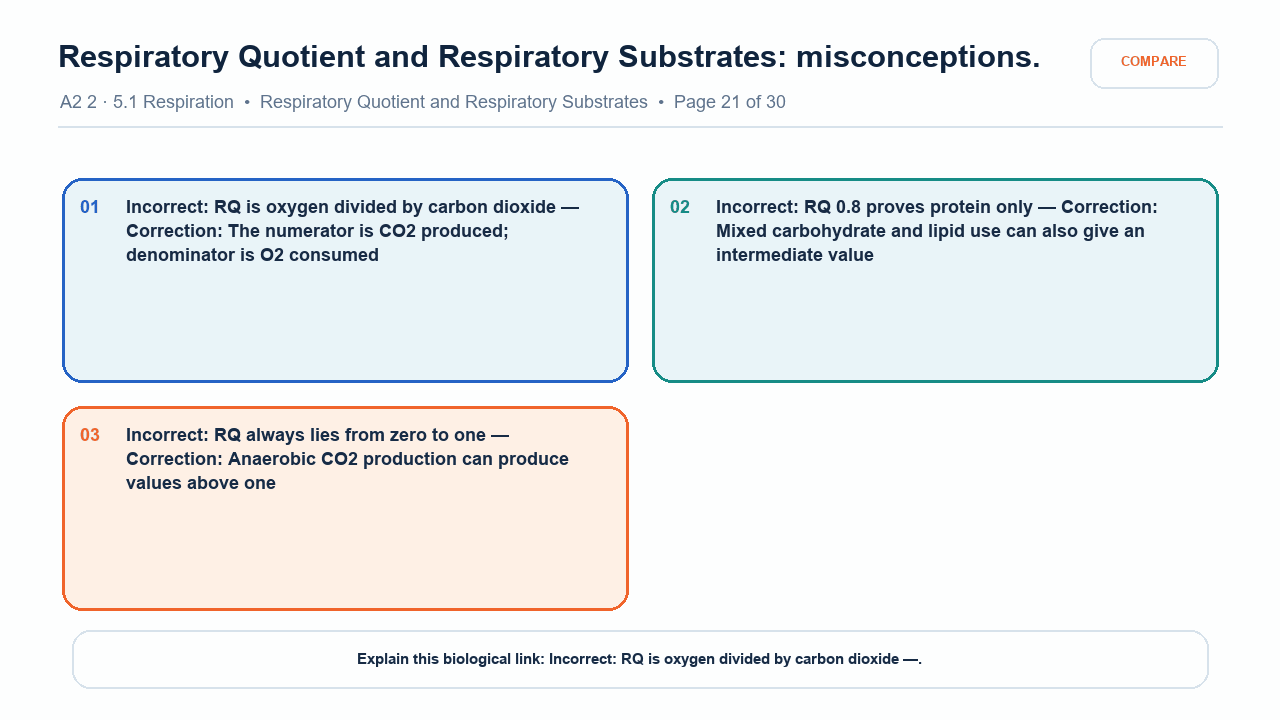 Respiratory Quotient and Respiratory Substrates: misconceptions.
COMPARE
A2 2 · 5.1 Respiration • Respiratory Quotient and Respiratory Substrates • Page 21 of 30
01
Incorrect: RQ is oxygen divided by carbon dioxide —
Correction: The numerator is CO2 produced;
denominator is O2 consumed
02
Incorrect: RQ 0.8 proves protein only — Correction:
Mixed carbohydrate and lipid use can also give an
intermediate value
03
Incorrect: RQ always lies from zero to one —
Correction: Anaerobic CO2 production can produce
values above one
Explain this biological link: Incorrect: RQ is oxygen divided by carbon dioxide —.